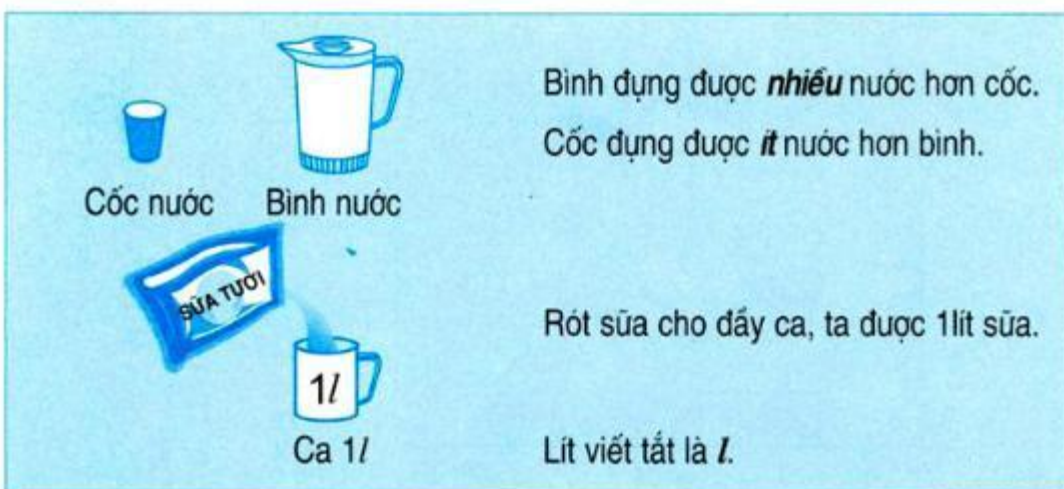 Bình đựng được nhiều nước hơn cốc.
Cốc đựng được ít nước hơn bình.
Cốc nước Bình nước
SỮA TƯƠI
Rót sữa cho đầy ca, ta được 1lít sữa.
1l
Ca 1l Lít viết tắt là l.